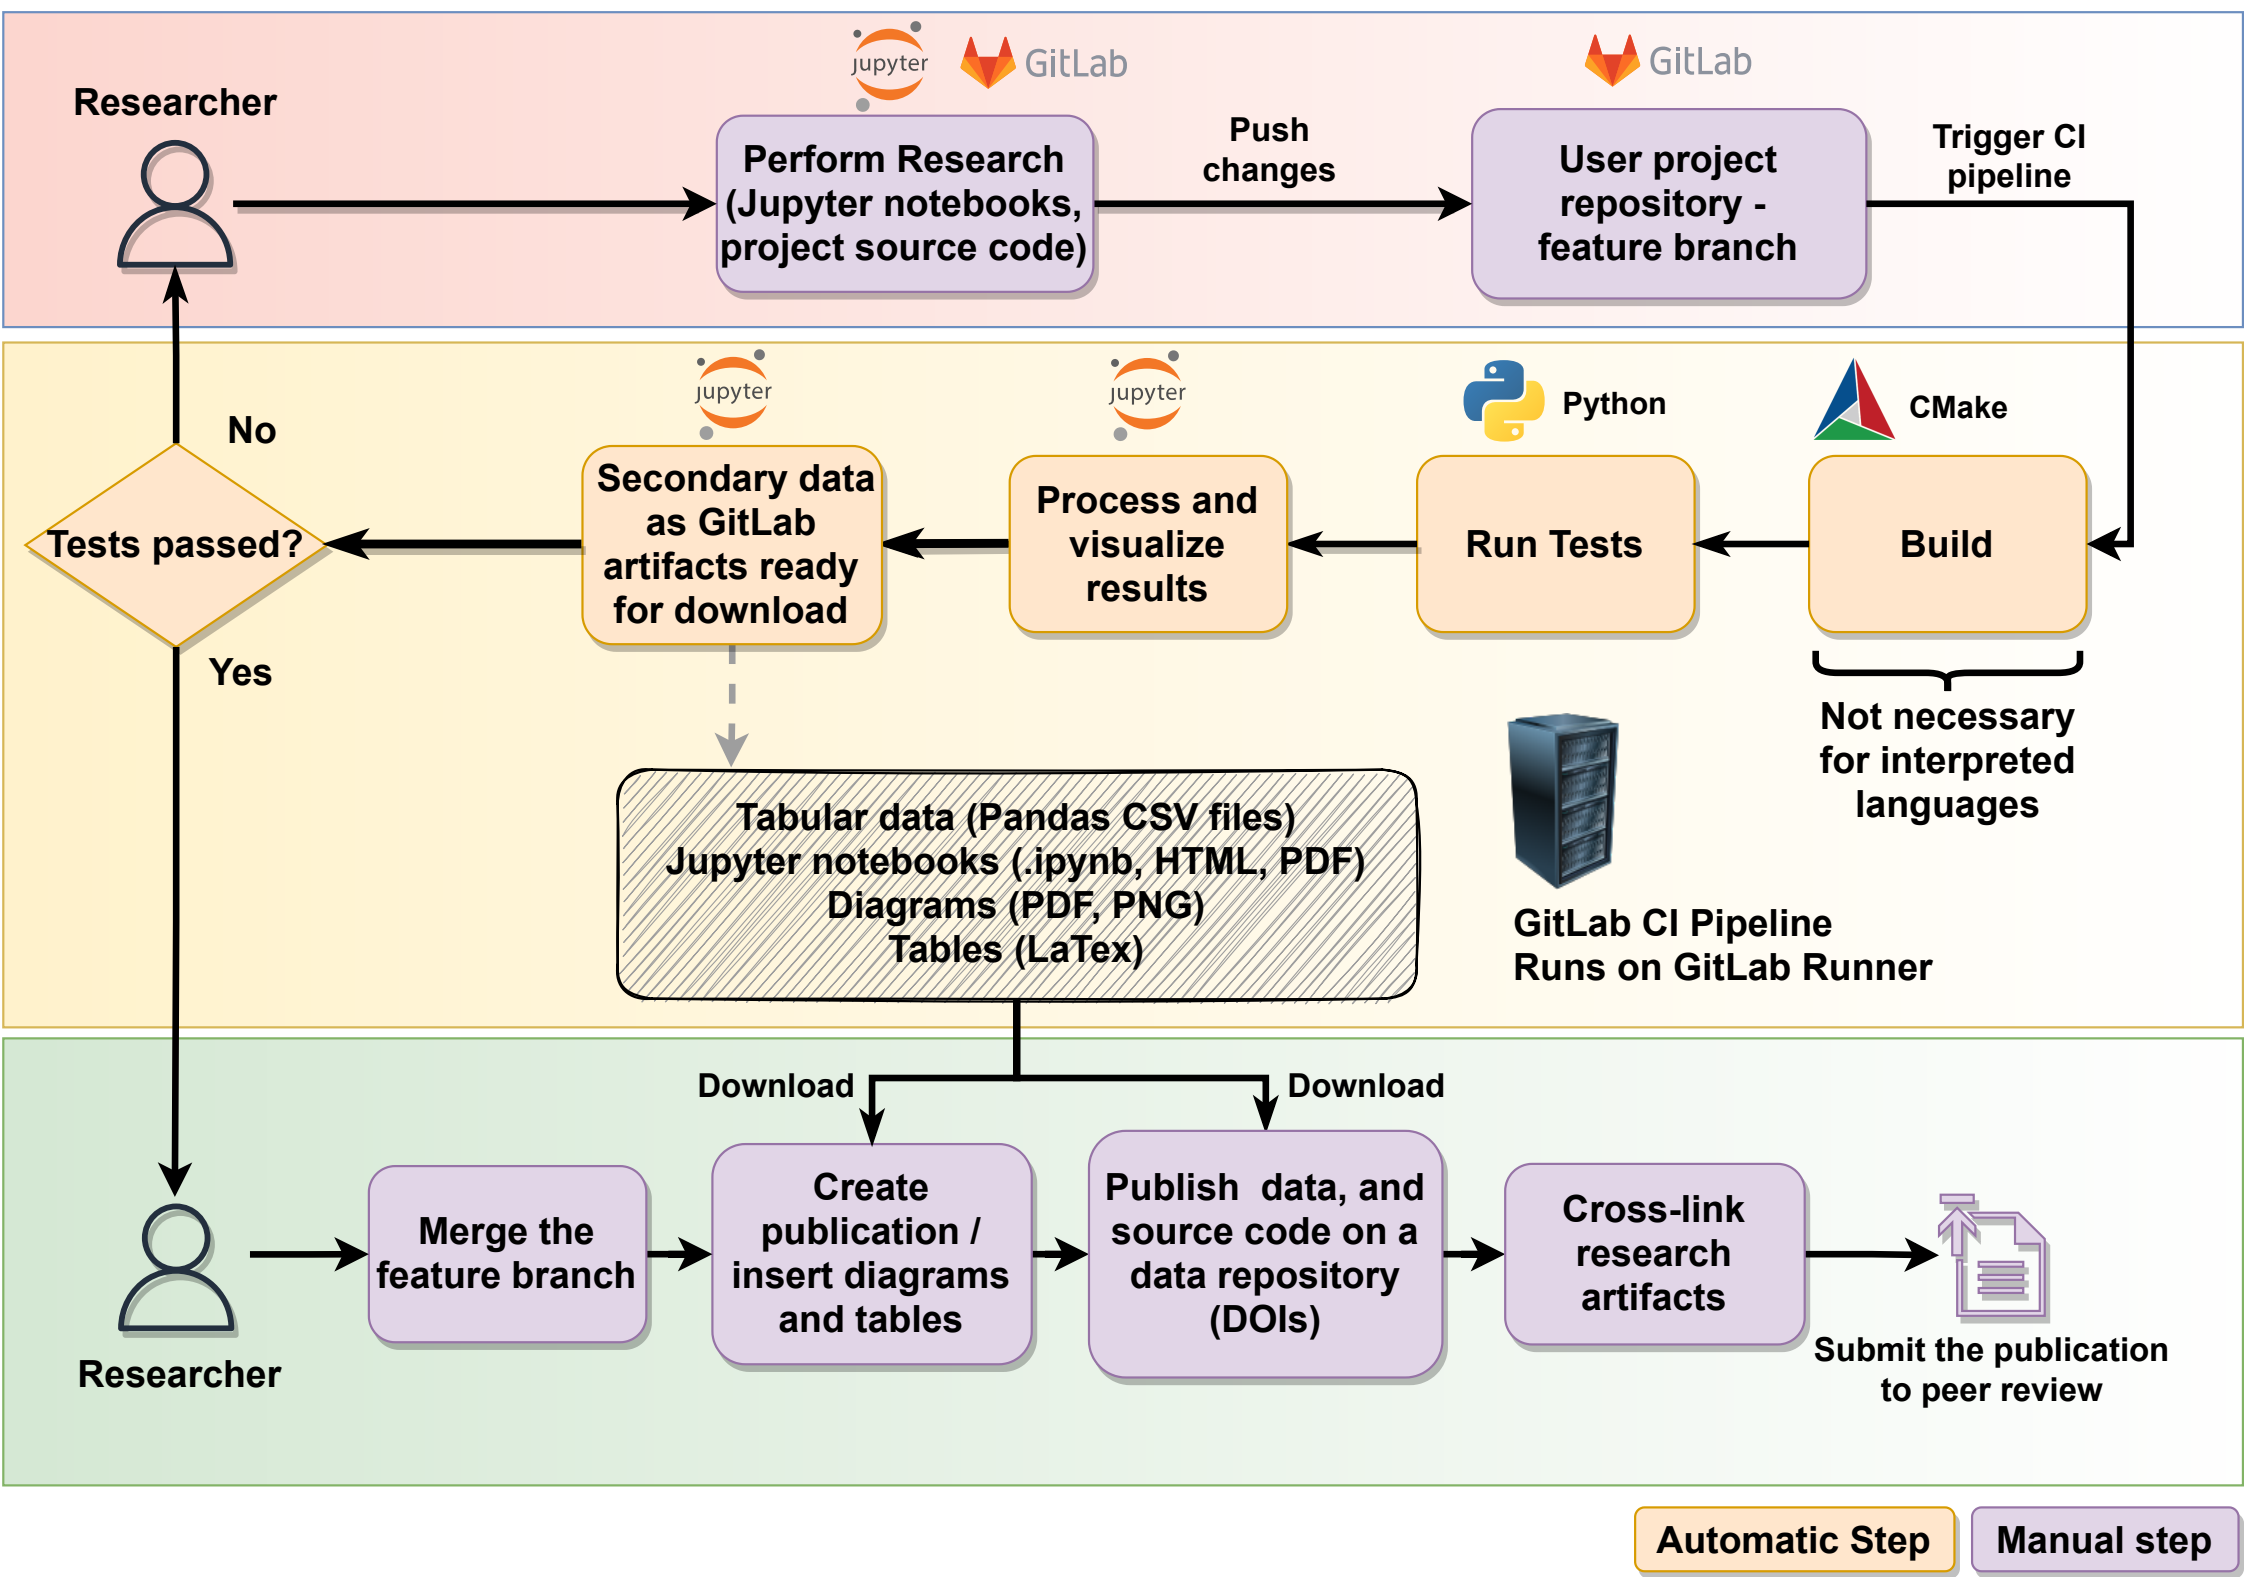 Researcher
jupyter
GitLab
Perform Research
(Jupyter notebooks,
project source code)
Push
changes
GitLab
User project
repository -
feature branch
Trigger CI
pipeline
No
Tests passed?
Yes
jupyter
Secondary data
as GitLab
artifacts ready
for download
jupyter
Process and
visualize
results
Python
Run Tests
CMake
Build
Not necessary
for interpreted
languages
Tabular data (Pandas CSV files)
Jupyter notebooks (.ipynb, HTML, PDF)
Diagrams (PDF, PNG)
Tables (LaTex)
GitLab CI Pipeline
Runs on GitLab Runner
Download
Download
Researcher
Merge the
feature branch
Create
publication /
insert diagrams
and tables
Publish  data, and
source code on a
data repository
(DOIs)
Cross-link
research
artifacts
Submit the publication
to peer review
Automatic Step
Manual step